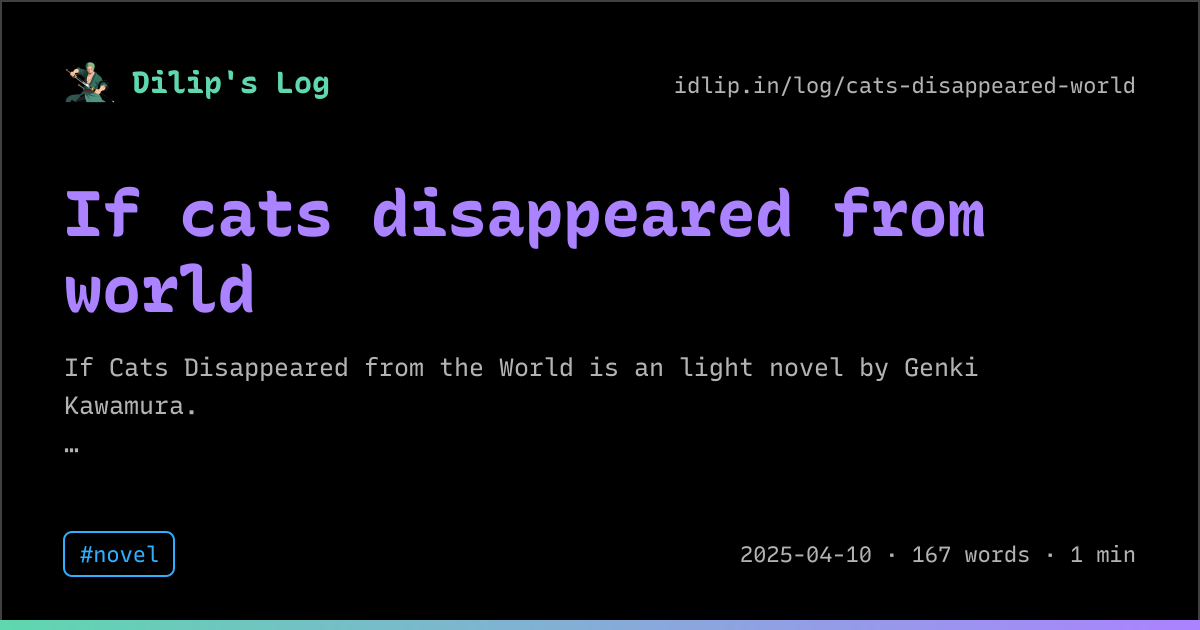 Dilip's Log
idlip.in/log/cats-disappeared-world
If cats disappeared from
world
If Cats Disappeared from the World is an light novel by Genki
Kawamura.
…
#novel
2025-04-10 · 167 words · 1 min